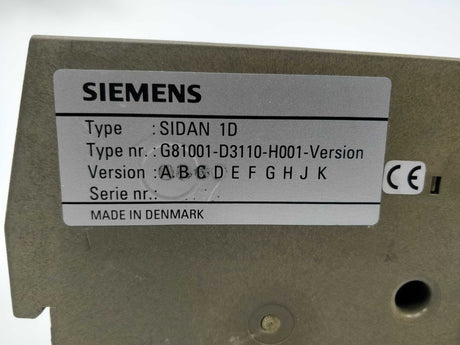 SIEMENS
Type : SIDAN 1D
Type nr. : G81001-D3110-H001-Version
Version : A B C D E F G H J K
Serie nr. :
MADE IN DENMARK
CE